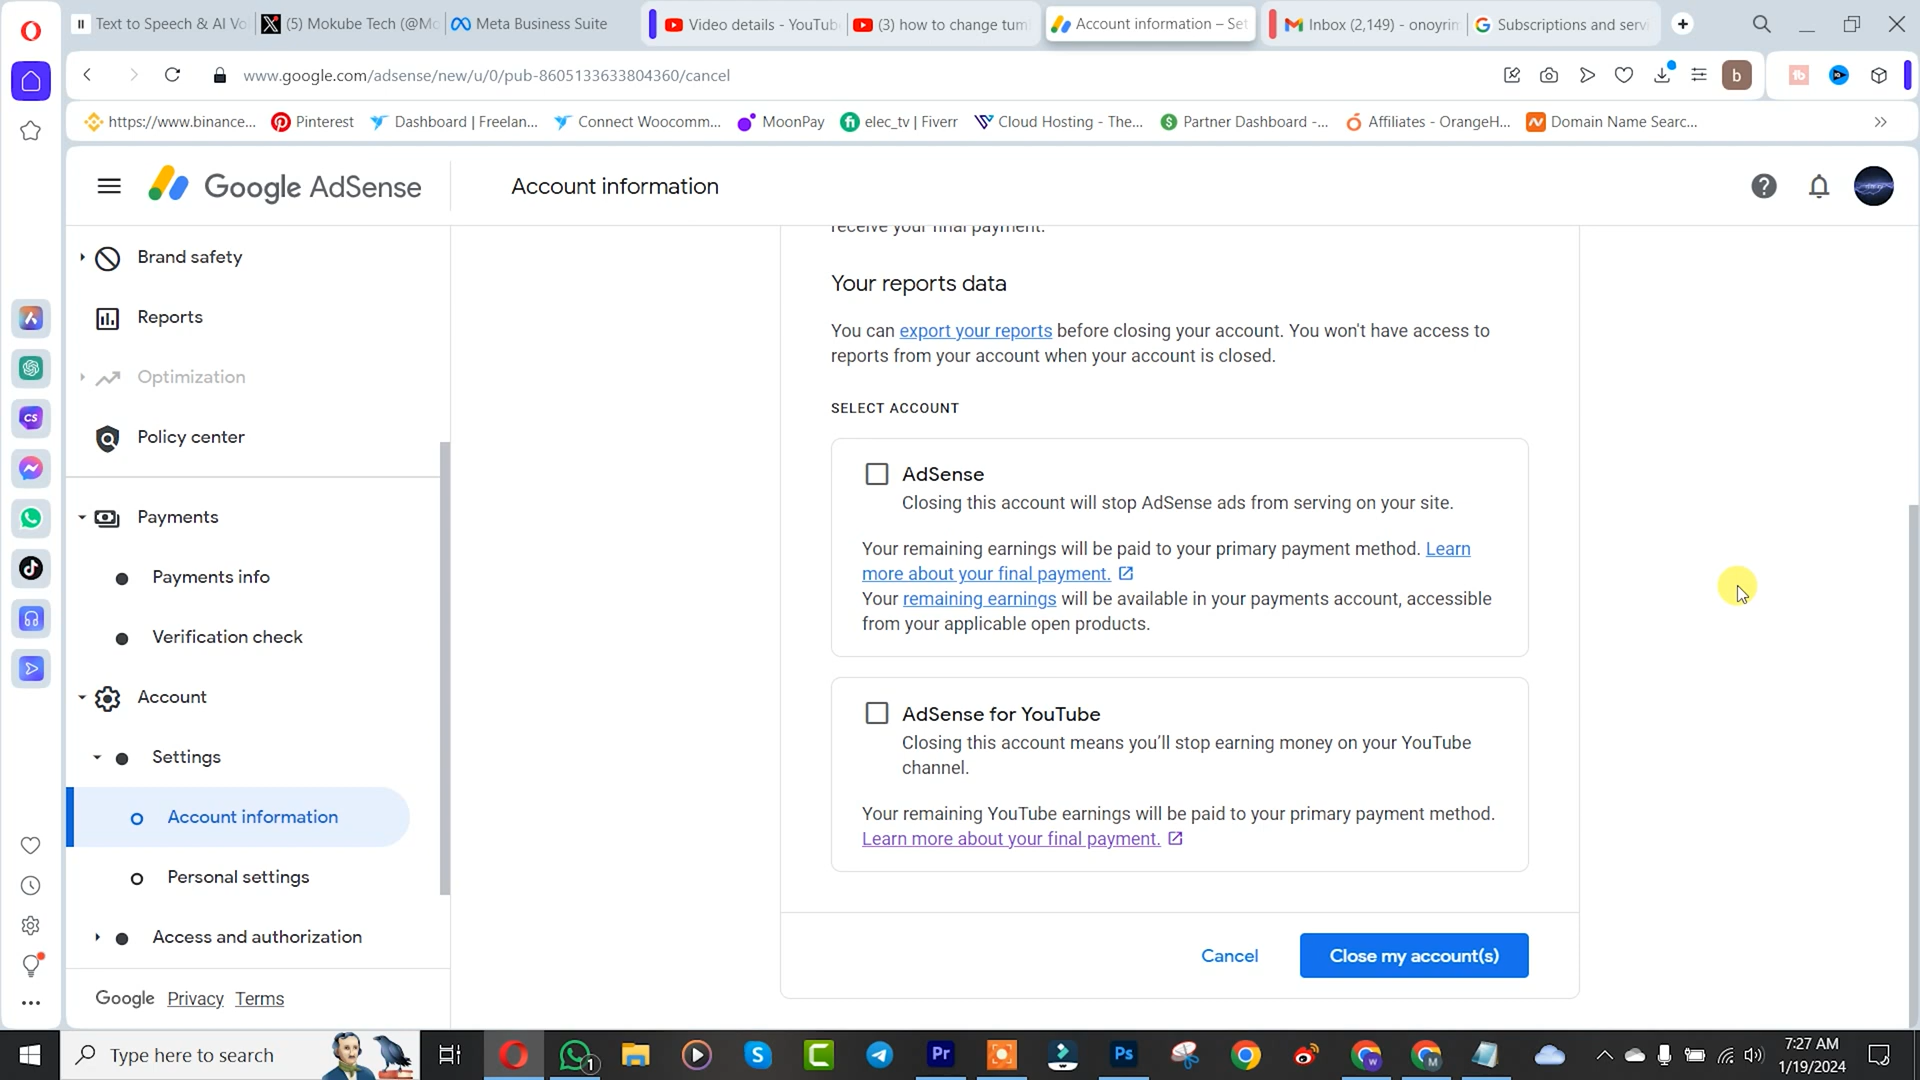 Text to Speech & AI Vo
(5) Mokube Tech (@Mo
Meta Business Suite
Video details - YouTub
(3) how to change tum
Account information – Set
Inbox (2,149) - onoyrin
Subscriptions and serv
www.google.com/adsense/new/u/0/pub-8605133633804360/cancel
b
https://www.binance...
Pinterest
Dashboard | Freelan...
Connect Woocomm...
MoonPay
elec_tv | Fiverr
Cloud Hosting - The...
Partner Dashboard -...
Affiliates - OrangeH...
Domain Name Searc...
Google AdSense
Account information
receive your final payment.
Brand safety
Reports
Optimization
Policy center
Payments
Payments info
Verification check
Account
Settings
Account information
Personal settings
Access and authorization
Google Privacy Terms
Your reports data
You can export your reports before closing your account. You won't have access to
reports from your account when your account is closed.
SELECT ACCOUNT
AdSense
Closing this account will stop AdSense ads from serving on your site.
Your remaining earnings will be paid to your primary payment method. Learn
more about your final payment.
Your remaining earnings will be available in your payments account, accessible
from your applicable open products.
AdSense for YouTube
Closing this account means you'll stop earning money on your YouTube
channel.
Your remaining YouTube earnings will be paid to your primary payment method.
Learn more about your final payment.
Cancel
Close my account(s)
CS
Type here to search
1
Pr
Ps
W
M
7:27 AM
1/19/2024